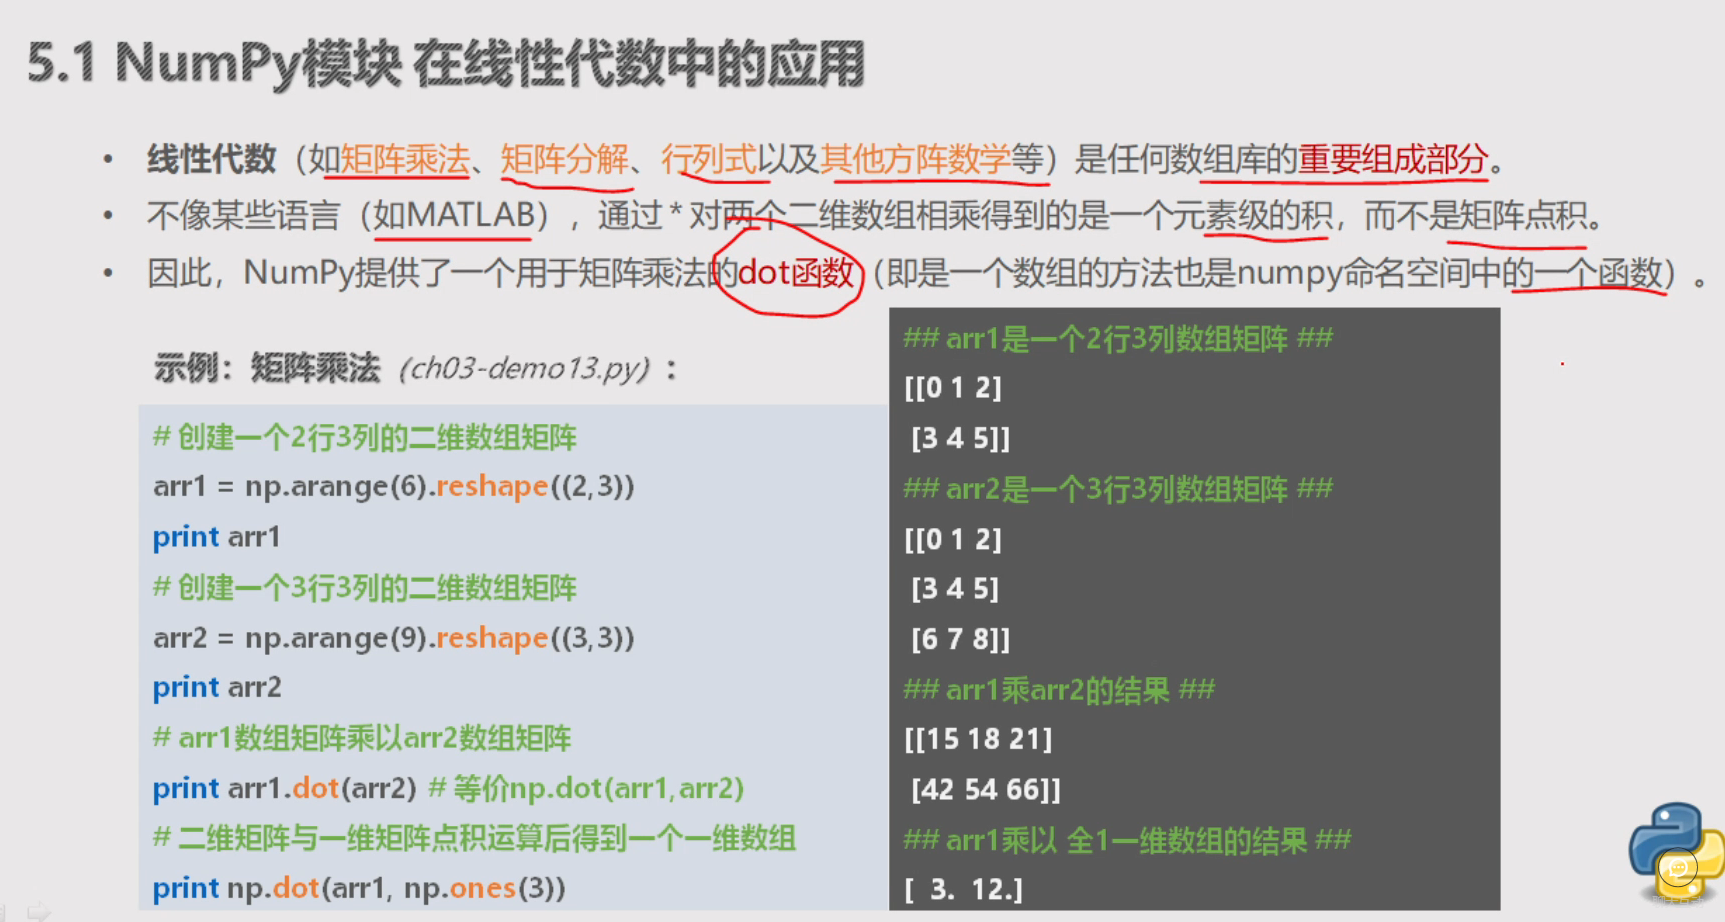 5.1 NumPy模块 在线性代数中的应用
• 线性代数（如矩阵乘法、矩阵分解、行列式以及其他方阵数学等）是任何数组库的重要组成部分。
• 不像某些语言（如MATLAB），通过 * 对两个二维数组相乘得到的是一个元素级的积，而不是矩阵点积。
• 因此，NumPy提供了一个用于矩阵乘法的dot函数（即是一个数组的方法也是numpy命名空间中的一个函数）。
示例：矩阵乘法（ch03-demo13.py）：
# 创建一个2行3列的二维数组矩阵
arr1 = np.arange(6).reshape((2,3))
print arr1
# 创建一个3行3列的二维数组矩阵
arr2 = np.arange(9).reshape((3,3))
print arr2
# arr1数组矩阵乘以arr2数组矩阵
print arr1.dot(arr2) # 等价np.dot(arr1,arr2)
# 二维矩阵与一维矩阵点积运算后得到一个一维数组
print np.dot(arr1, np.ones(3))
## arr1是一个2行3列数组矩阵 ##
[[0 1 2]
[3 4 5]]
## arr2是一个3行3列数组矩阵 ##
[[0 1 2]
[3 4 5]
[6 7 8]]
## arr1乘arr2的结果 ##
[[15 18 21]
[42 54 66]]
## arr1乘以 全1一维数组的结果 ##
[ 3. 12.]